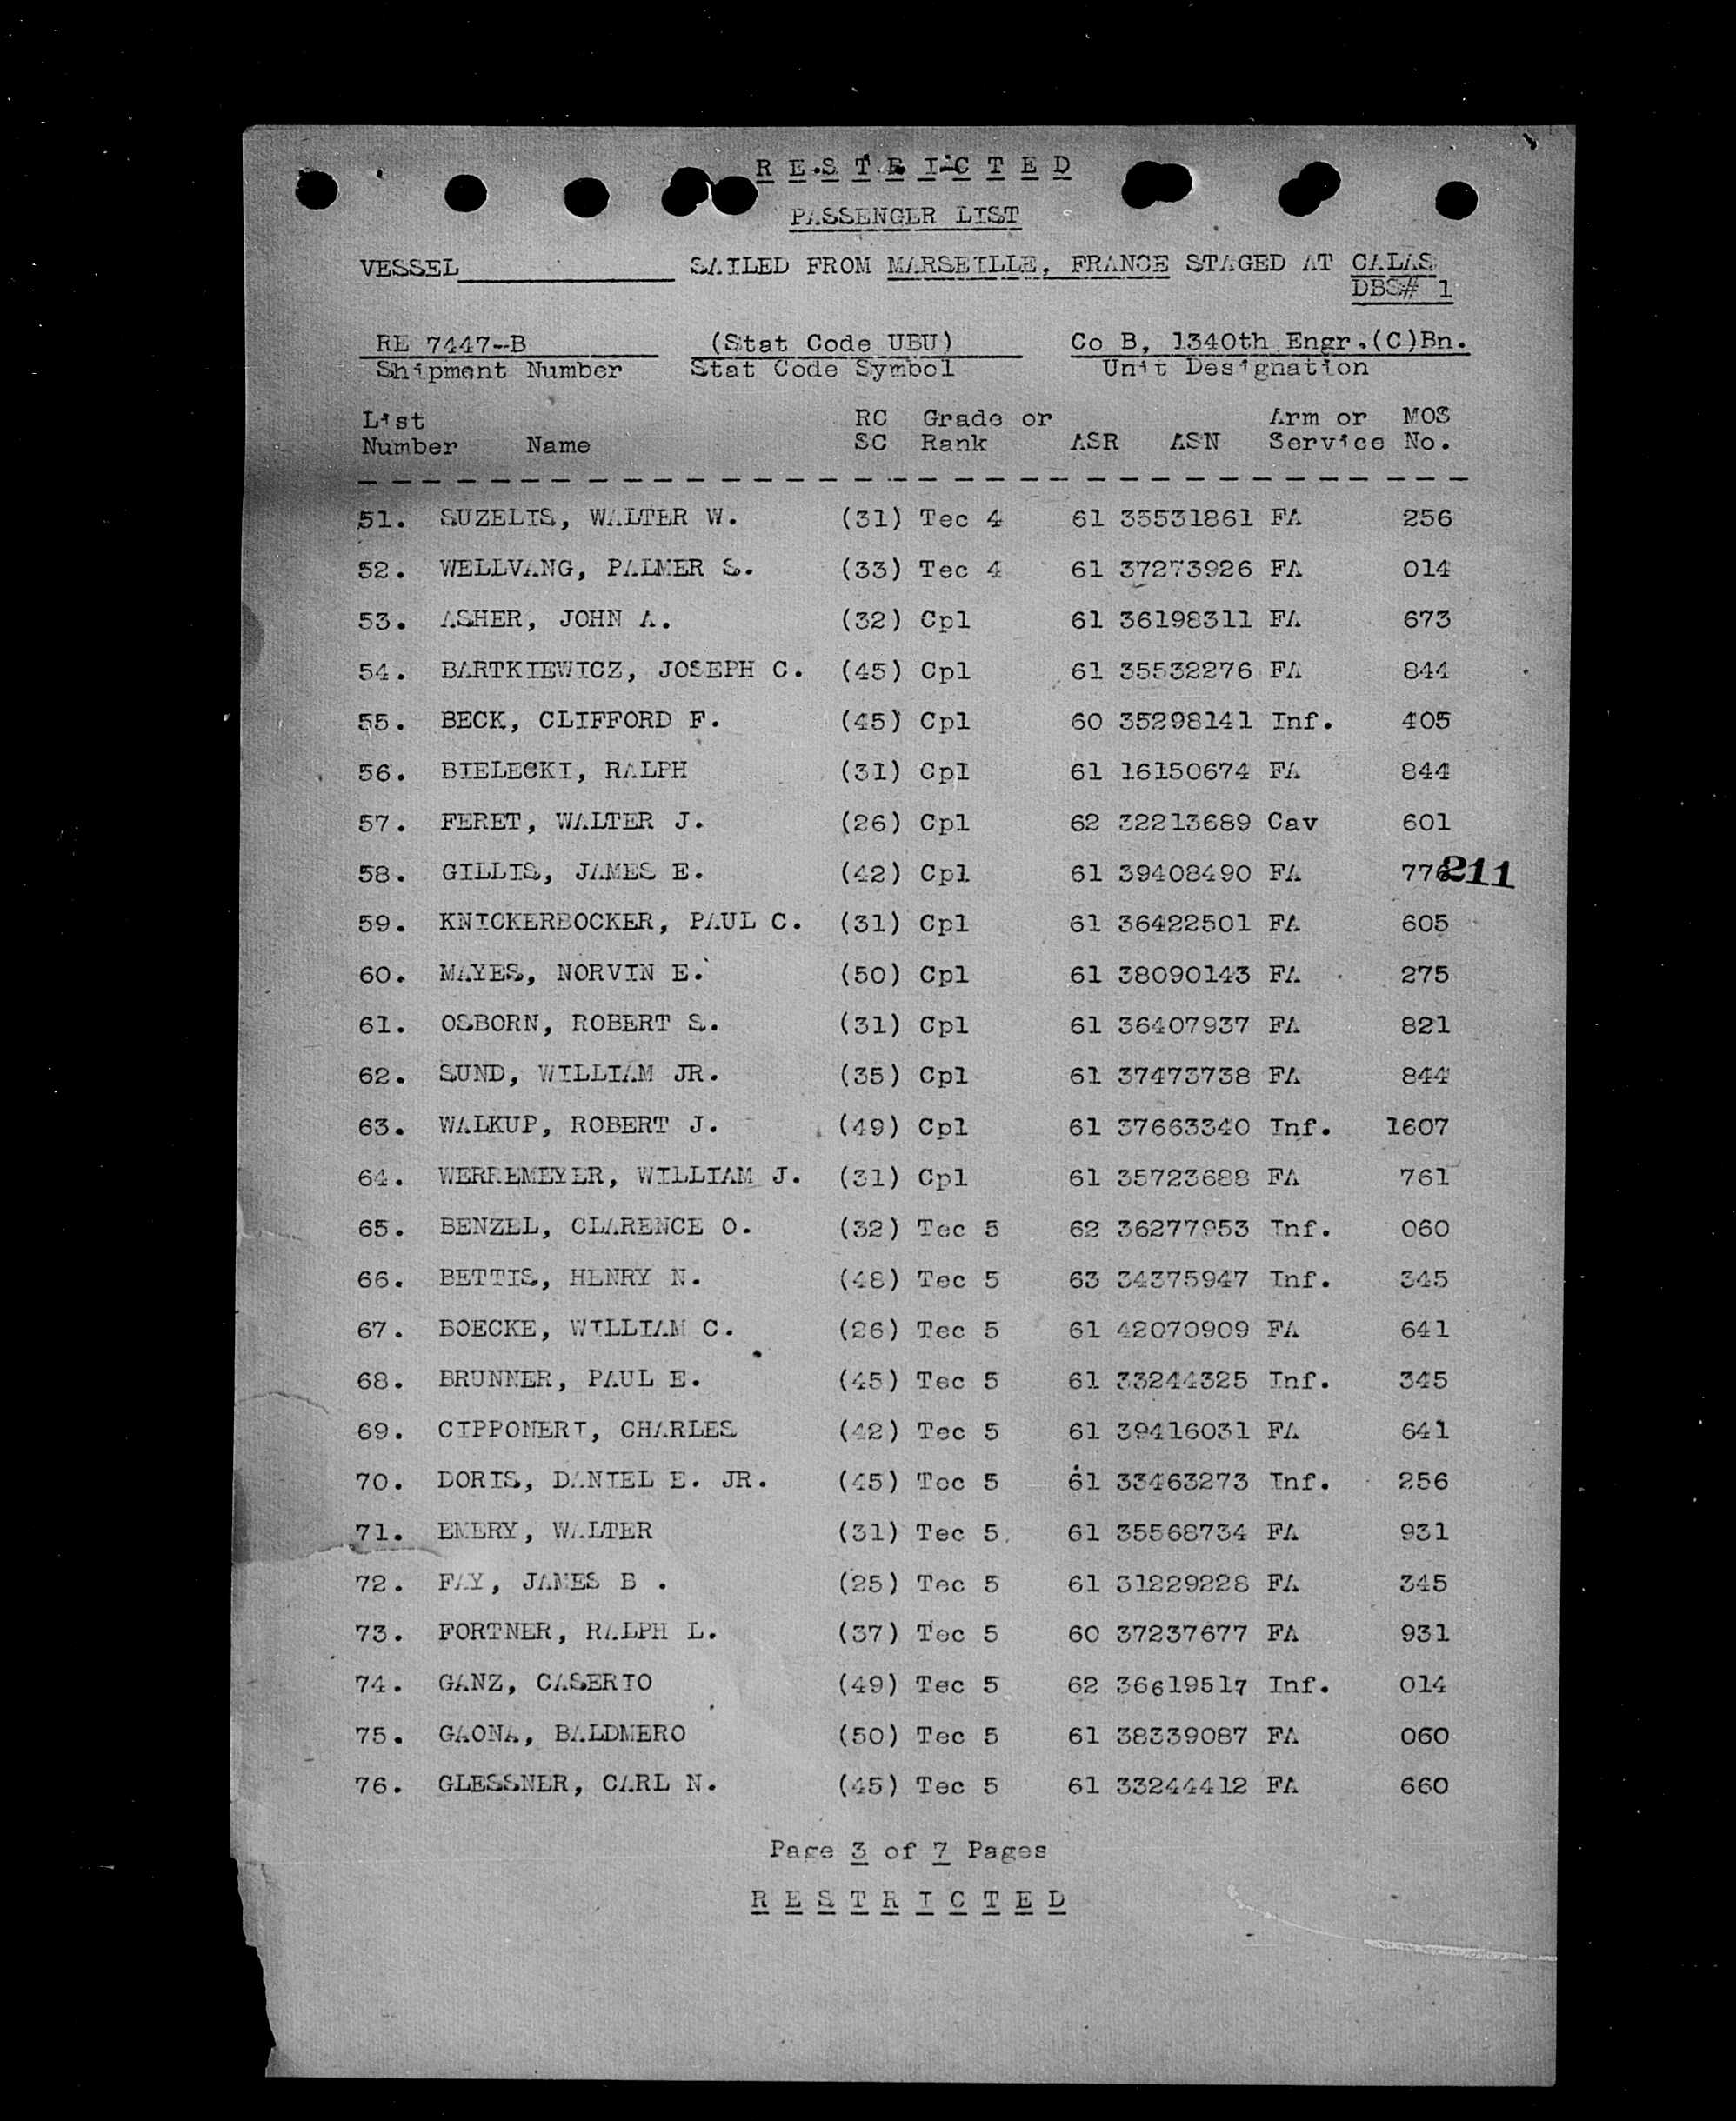 R E S T R I C T E D
PASSENGER LIST
VESSEL____________ SAILED FROM MARSEILLE, FRANCE STAGED AT CALAS
DBS# 1
RE 7447-B (Stat Code UBU) Co B, 1340th Engr.(C)Bn.
Shipment Number Stat Code Symbol Unit Designation
List RC Grade or Arm or MOS
Number Name SC Rank ASR ASN Service No.
51. SUZELIS, WALTER W. (31) Tec 4 61 35531861 FA 256
52. WELLVANG, PALMER S. (33) Tec 4 61 37273926 FA 014
53. ASHER, JOHN A. (32) Cpl 61 36198311 FA 673
54. BARTKIEWICZ, JOSEPH C. (45) Cpl 61 35532276 FA 844
55. BECK, CLIFFORD F. (45) Cpl 60 35298141 Inf. 405
56. BIELECKI, RALPH (31) Cpl 61 16150674 FA 844
57. FERET, WALTER J. (26) Cpl 62 32213689 Cav 601
58. GILLIS, JAMES E. (42) Cpl 61 39408490 FA 776 211
59. KNICKERBOCKER, PAUL C. (31) Cpl 61 36422501 FA 605
60. MAYES, NORVIN E. (50) Cpl 61 38090143 FA 275
61. OSBORN, ROBERT S. (31) Cpl 61 36407937 FA 821
62. SUND, WILLIAM JR. (35) Cpl 61 37473738 FA 844
63. WALKUP, ROBERT J. (49) Cpl 61 37663340 Inf. 1607
64. WERREMEYER, WILLIAM J. (31) Cpl 61 35723688 FA 761
65. BENZEL, CLARENCE O. (32) Tec 5 62 36277953 Inf. 060
66. BETTIS, HENRY N. (48) Tec 5 63 34375947 Inf. 345
67. BOECKE, WILLIAM C. (26) Tec 5 61 42070909 FA 641
68. BRUNNER, PAUL E. (45) Tec 5 61 33244325 Inf. 345
69. CIPPONERI, CHARLES (42) Tec 5 61 39416031 FA 641
70. DORIS, DANIEL E. JR. (45) Tec 5 61 33463273 Inf. 256
71. EMERY, WALTER (31) Tec 5 61 35568734 FA 931
72. FAY, JAMES B . (25) Tec 5 61 31229228 FA 345
73. FORTNER, RALPH L. (37) Tec 5 60 37237677 FA 931
74. GANZ, CASERIO (49) Tec 5 62 36619517 Inf. 014
75. GAONA, BALDMERO (50) Tec 5 61 38339087 FA 060
76. GLESSNER, CARL N. (45) Tec 5 61 33244412 FA 660
Page 3 of 7 Pages
R E S T R I C T E D